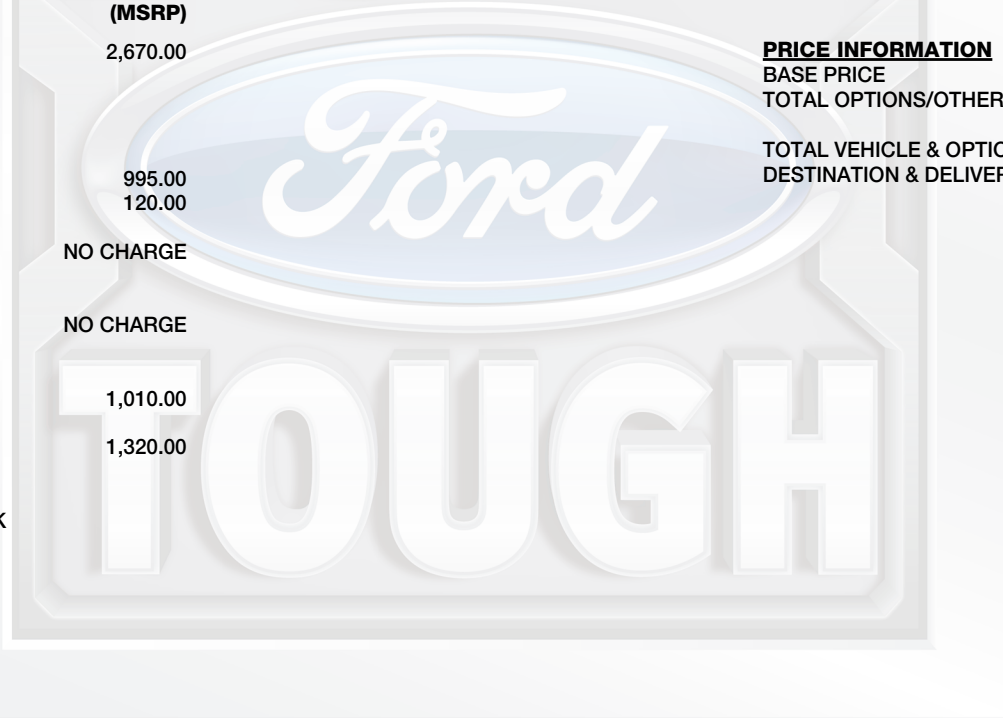 (MSRP)
2,670.00
995.00
120.00
NO CHARGE
NO CHARGE
1,010.00
1,320.00
K
PRICE INFORMATION
BASE PRICE
TOTAL OPTIONS/OTHER
TOTAL VEHICLE & OPTIO
DESTINATION & DELIVER
Ford
TOUGH